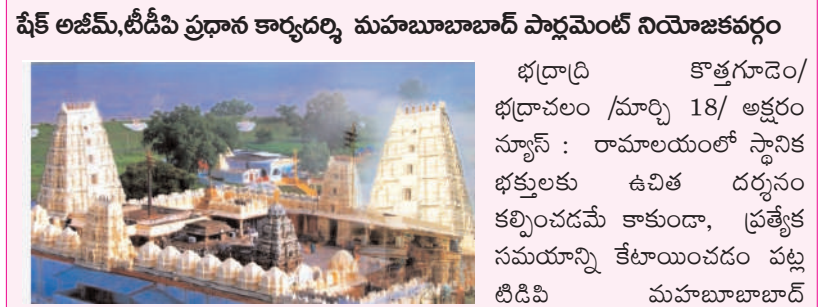 షేక్ అజీమ్,టీడీపి ప్రధాన కార్యదర్శి మహబూబాబాద్ పార్లమెంట్ నియోజకవర్గం
భద్రాద్రి కొత్తగూడెం/
భద్రాచలం /మార్చి 18/ అక్షరం
న్యూస్ : రామాలయంలో స్థానిక
భక్తులకు ఉచిత దర్శనం
కల్పించడమే కాకుండా, ప్రత్యేక
సమయాన్ని కేటాయించడం పట్ల
టిడిపి మహబూబాబాద్